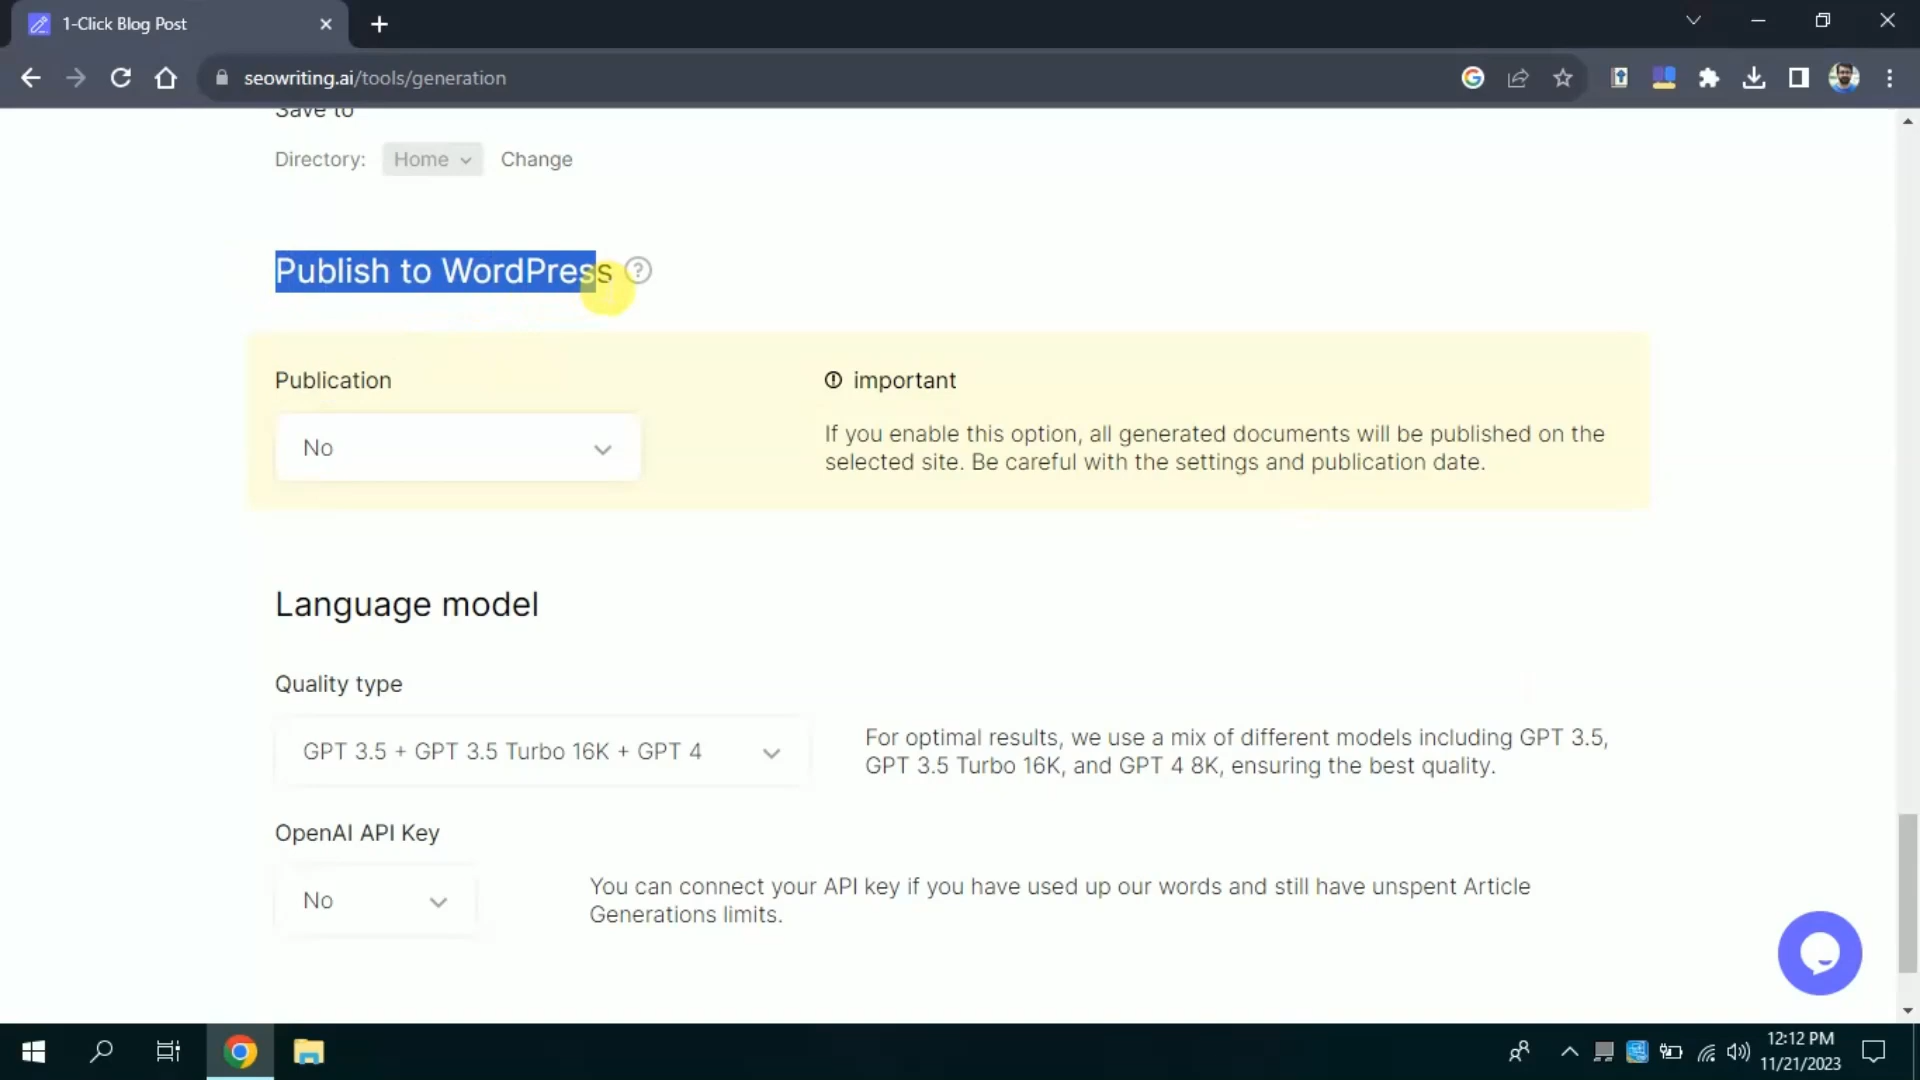 1-Click Blog Post
seowriting.ai/tools/generation
Save to
Directory: Home Change
Publish to WordPress ?
Publication
important
No
If you enable this option, all generated documents will be published on the
selected site. Be careful with the settings and publication date.
Language model
Quality type
GPT 3.5 + GPT 3.5 Turbo 16K + GPT 4
For optimal results, we use a mix of different models including GPT 3.5,
GPT 3.5 Turbo 16K, and GPT 4 8K, ensuring the best quality.
OpenAI API Key
No
You can connect your API key if you have used up our words and still have unspent Article
Generations limits.
12:12 PM
11/21/2023